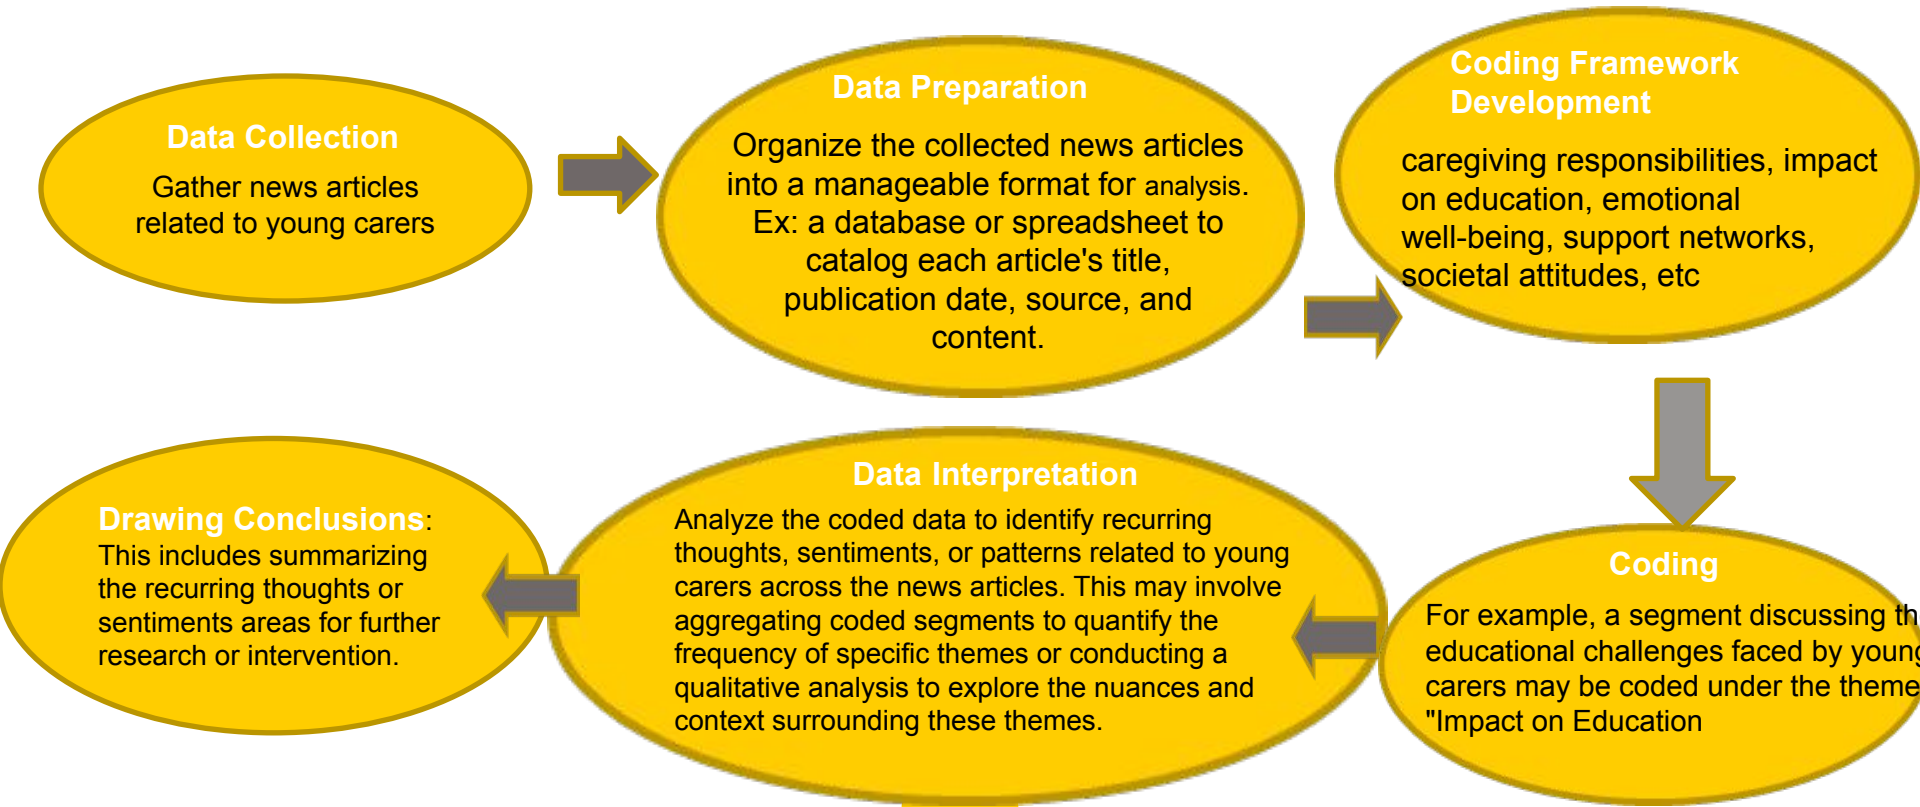 Data Collection
Gather news articles
related to young carers
Data Preparation
Organize the collected news articles
into a manageable format for analysis.
Ex: a database or spreadsheet to
catalog each article's title,
publication date, source, and
content.
Coding Framework
Development
caregiving responsibilities, impact
on education, emotional
well-being, support networks,
societal attitudes, etc
Coding
For example, a segment discussing th
educational challenges faced by young
carers may be coded under the theme
"Impact on Education
Data Interpretation
Analyze the coded data to identify recurring
thoughts, sentiments, or patterns related to young
carers across the news articles. This may involve
aggregating coded segments to quantify the
frequency of specific themes or conducting a
qualitative analysis to explore the nuances and
context surrounding these themes.
Drawing Conclusions:
This includes summarizing
the recurring thoughts or
sentiments areas for further
research or intervention.